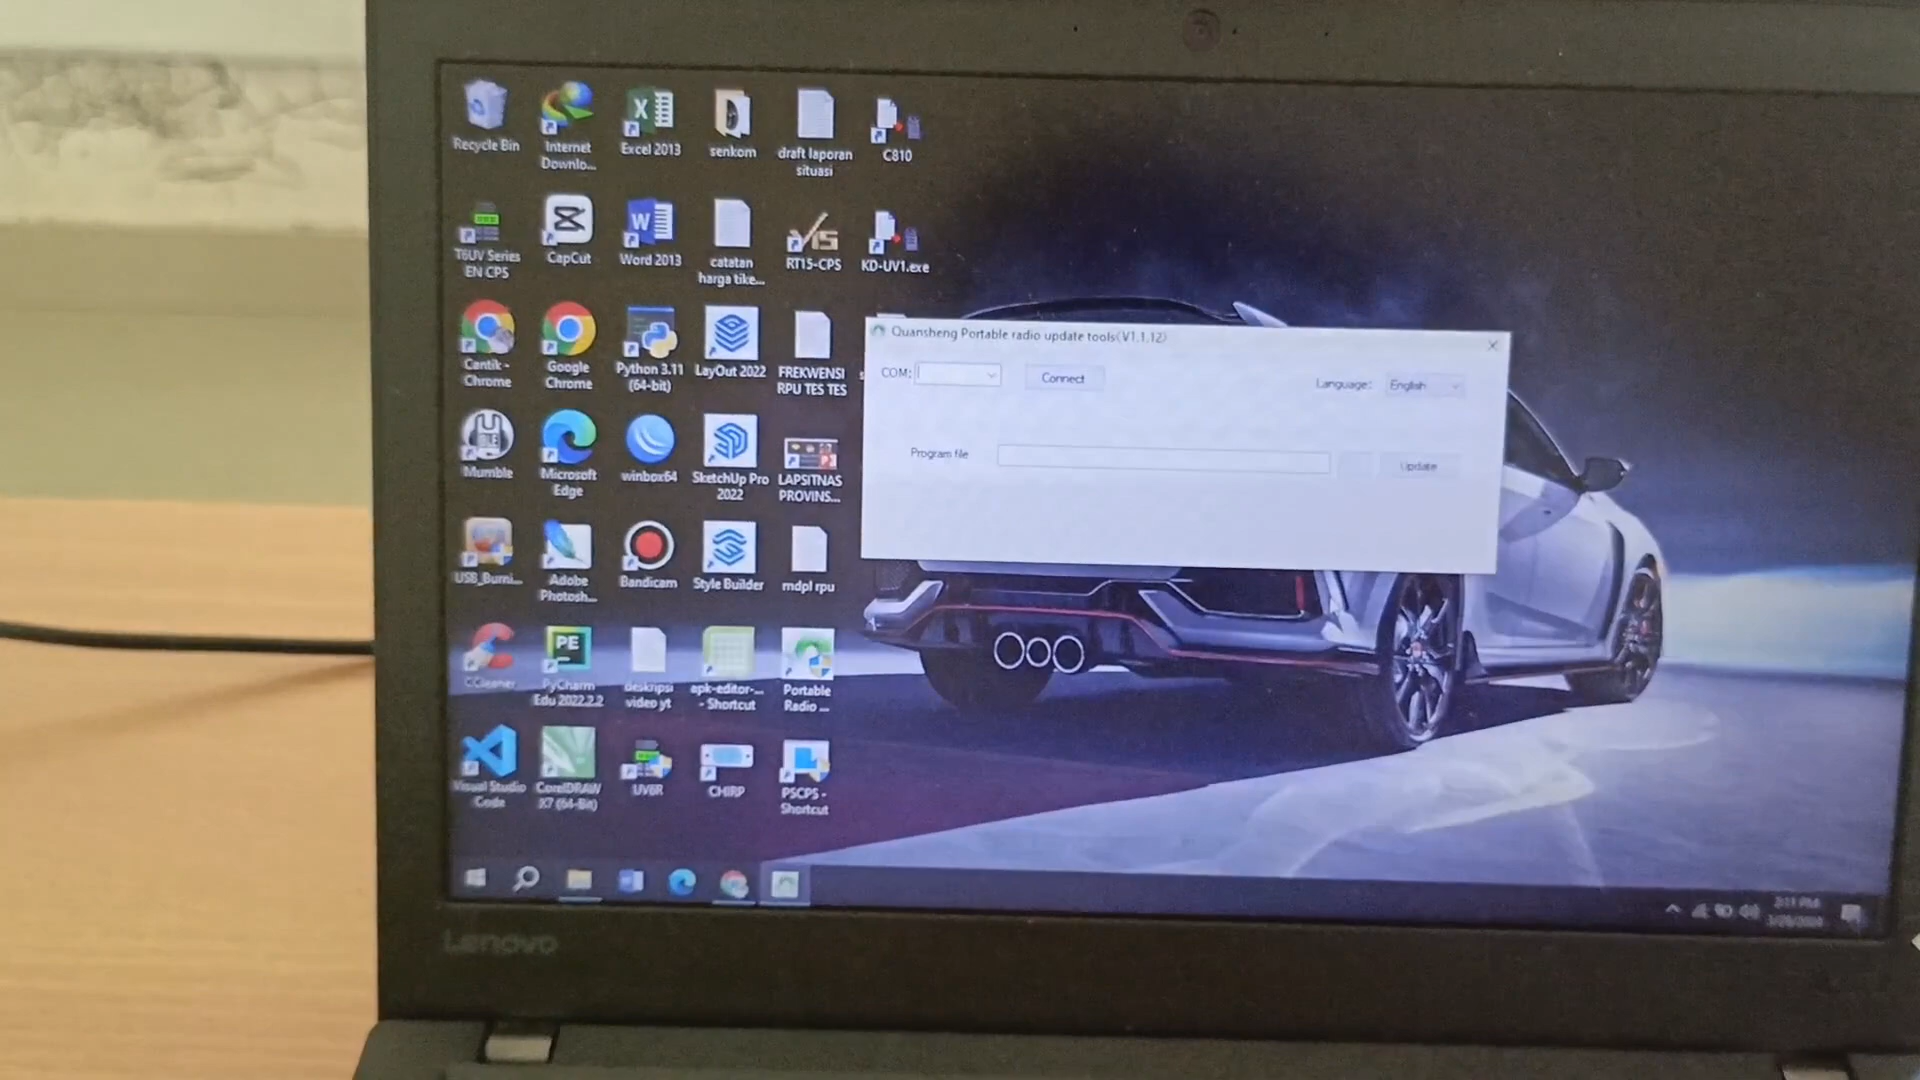 Recycle Bin
Internet
Downlo...
Excel 2013
senkom
draft laporan
situasi
C810
T6UV Series
EN CPS
CapCut
Word 2013
catatan
harga tike...
RT15-CPS
KD-UV1.exe
Cantik -
Chrome
Google
Chrome
Python 3.11
(64-bit)
LayOut 2022
FREKWENSI
RPU TES TES
Quansheng Portable radio update tools(V1.1.12)
COM:
Connect
Language:
English
Program file
Update
Mumble
Microsoft
Edge
winbox64
SketchUp Pro
2022
LAPSITNAS
PROVINS...
USB_Burni...
Adobe
Photosh...
Bandicam
Style Builder
mdpl rpu
CCleaner
PE
PyCharm
Edu 2022.2.2
deskripsi
video yt
apk-editor-...
- Shortcut
Portable
Radio ...
Visual Studio
Code
CorelDRAW
X7 (64-Bit)
UV6R
CHIRP
PSCPS -
Shortcut
Lenovo